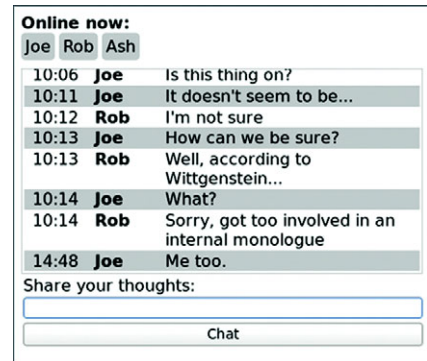 Online now:
Joe Rob Ash
10:06 Joe Is this thing on?
10:11 Joe It doesn't seem to be...
10:12 Rob I'm not sure
10:13 Joe How can we be sure?
10:13 Rob Well, according to
Wittgenstein...
10:14 Joe What?
10:14 Rob Sorry, got too involved in an
internal monologue
14:48 Joe Me too.
Share your thoughts:
Chat